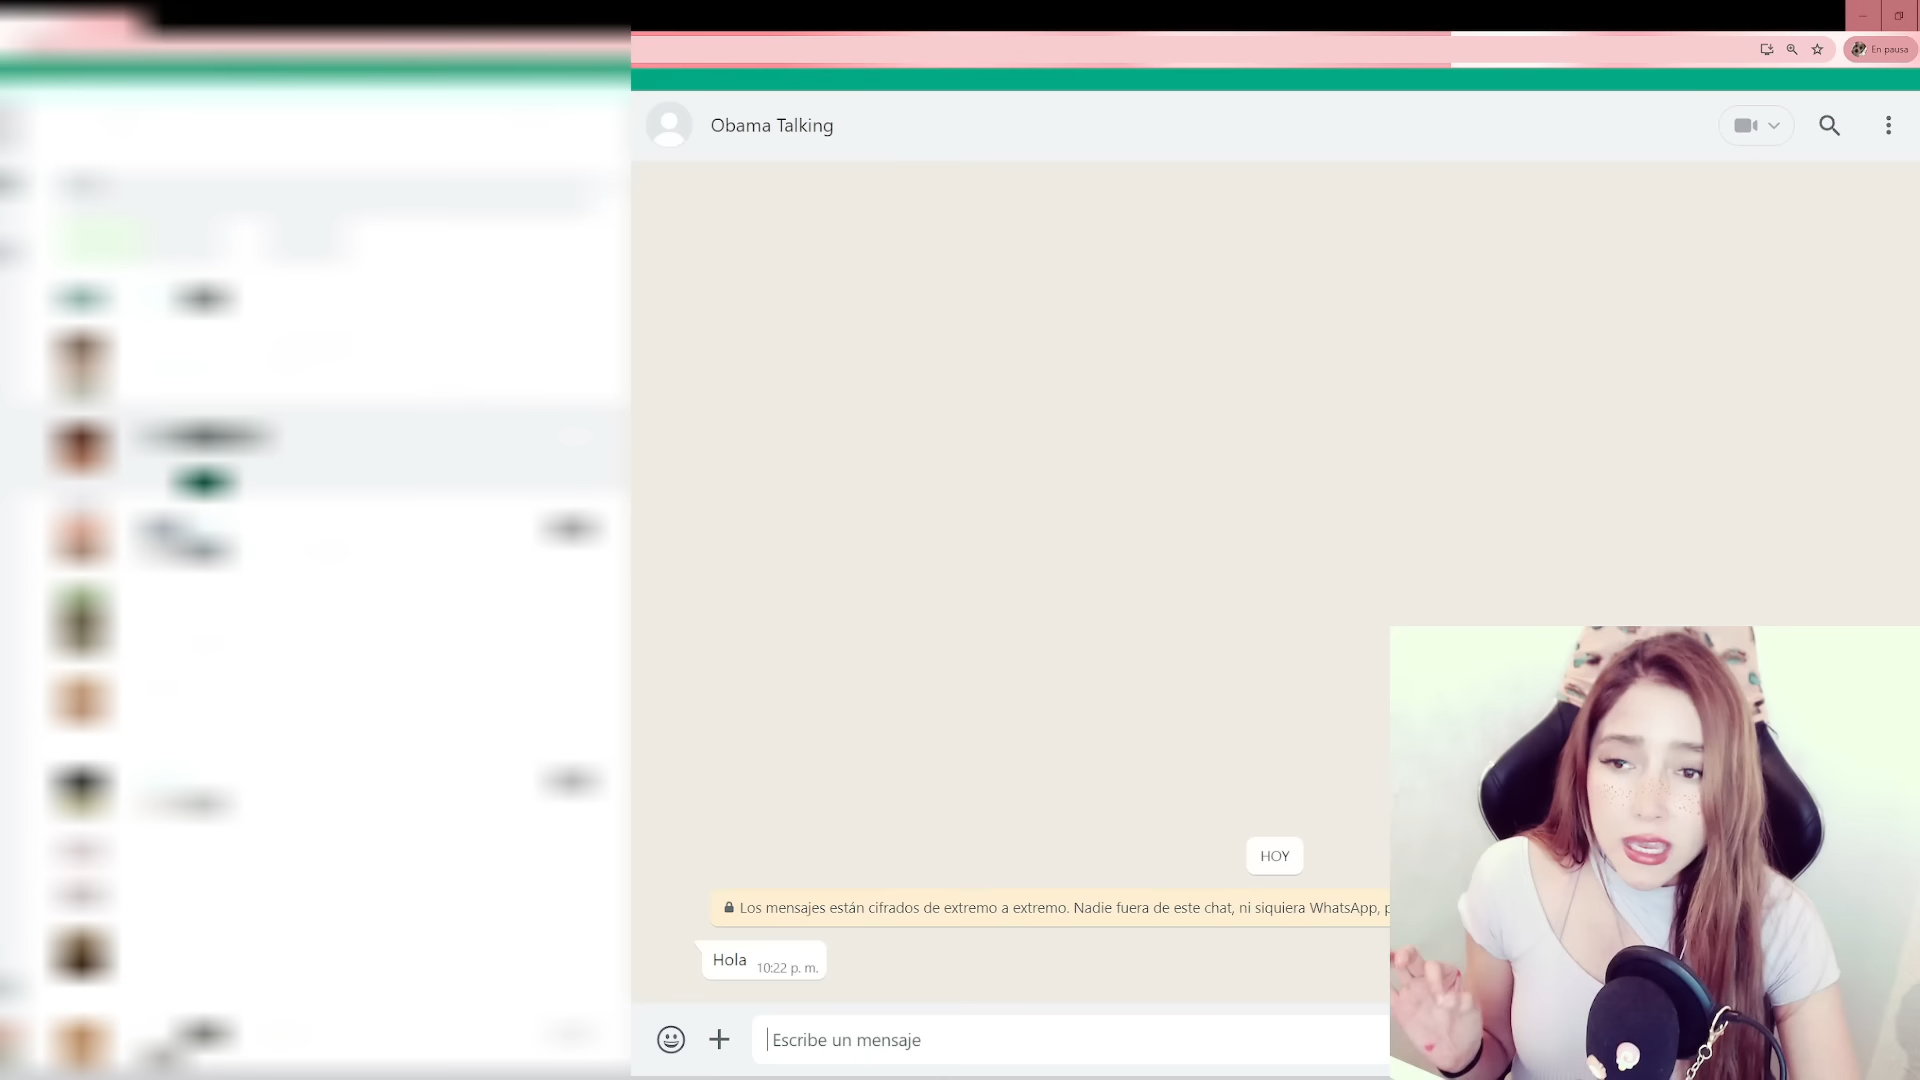 En pausa
Obama Talking
HOY
Los mensajes están cifrados de extremo a extremo. Nadie fuera de este chat, ni siquiera WhatsApp, p
Hola 10:22 p. m.
Escribe un mensaje